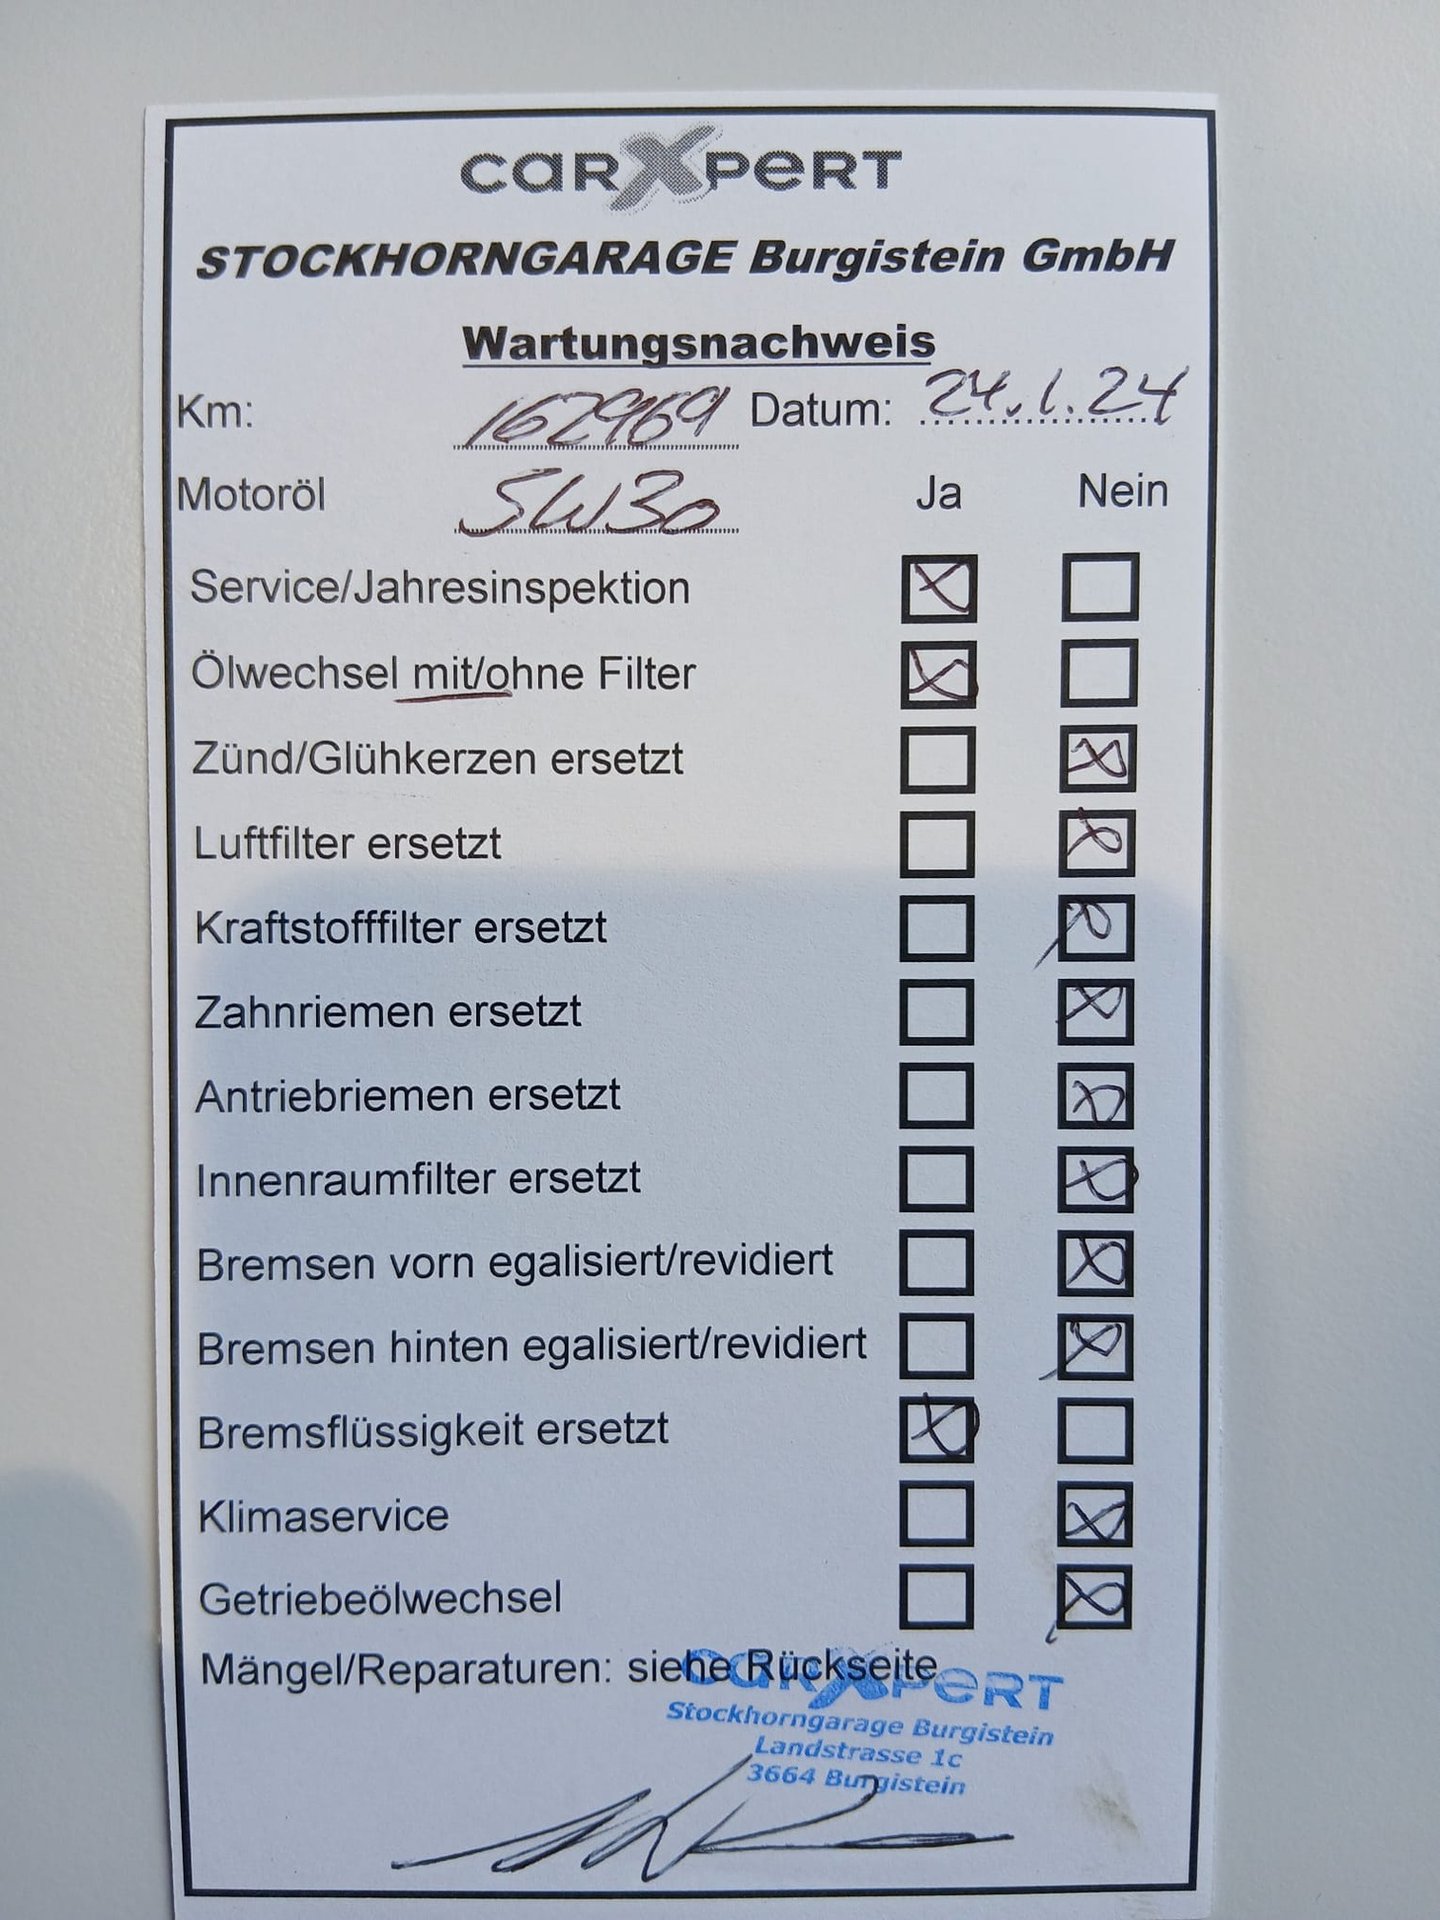 carXpert
STOCKHORNGARAGE Burgistein GmbH
Wartungsnachweis
Km: 162969 Datum: 24.1.24
Motoröl 5W30 Ja Nein
Service/Jahresinspektion
Ölwechsel mit/ohne Filter
Zünd/Glühkerzen ersetzt
Luftfilter ersetzt
Kraftstofffilter ersetzt
Zahnriemen ersetzt
Antriebriemen ersetzt
Innenraumfilter ersetzt
Bremsen vorn egalisiert/revidiert
Bremsen hinten egalisiert/revidiert
Bremsflüssigkeit ersetzt
Klimaservice
Getriebeölwechsel
Mängel/Reparaturen: siehe Rückseite
carXpert
Stockhorngarage Burgistein
Landstrasse 1c
3664 Burgistein